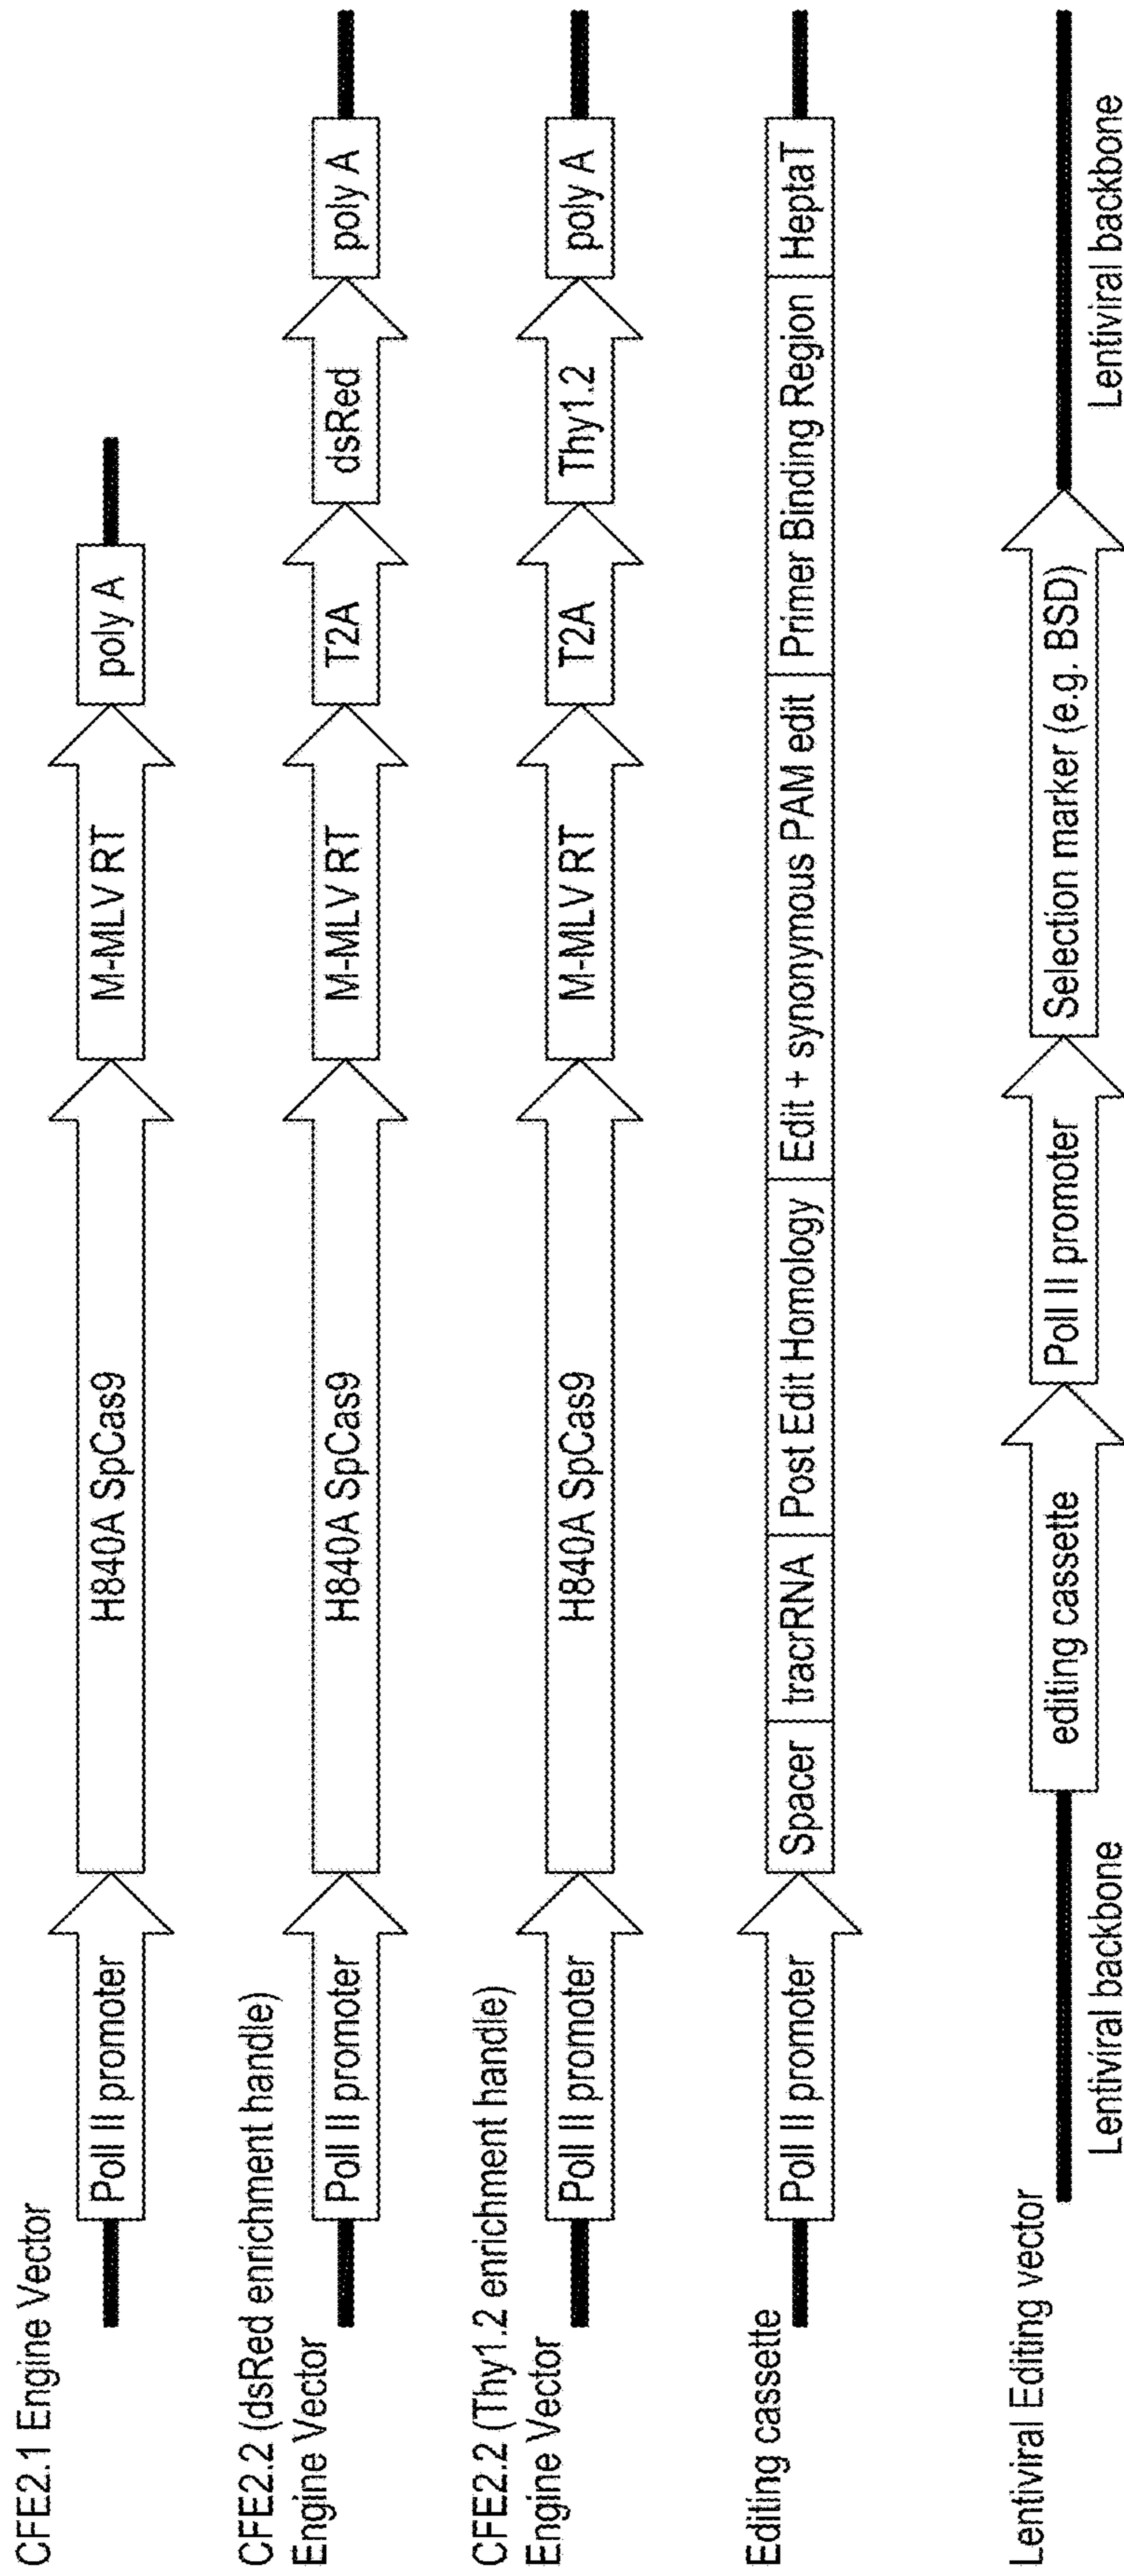 CFE2.1 Engine Vector
Poll II promoter
H840A SpCas9
M-MLV RT
poly A
CFE2.2 (dsRed enrichment handle)
Engine Vector
Poll II promoter
H840A SpCas9
M-MLV RT
T2A
dsRed
poly A
CFE2.2 (Thy1.2 enrichment handle)
Engine Vector
Poll II promoter
H840A SpCas9
M-MLV RT
T2A
Thy1.2
poly A
Editing cassette
Poll II promoter
Spacer
tracrRNA
Post Edit Homology
Edit + synonymous PAM edit
Primer Binding Region
HeptaT
Lentiviral Editing vector
Lentiviral backbone
editing cassette
Poll II promoter
Selection marker (e.g. BSD)
Lentiviral backbone